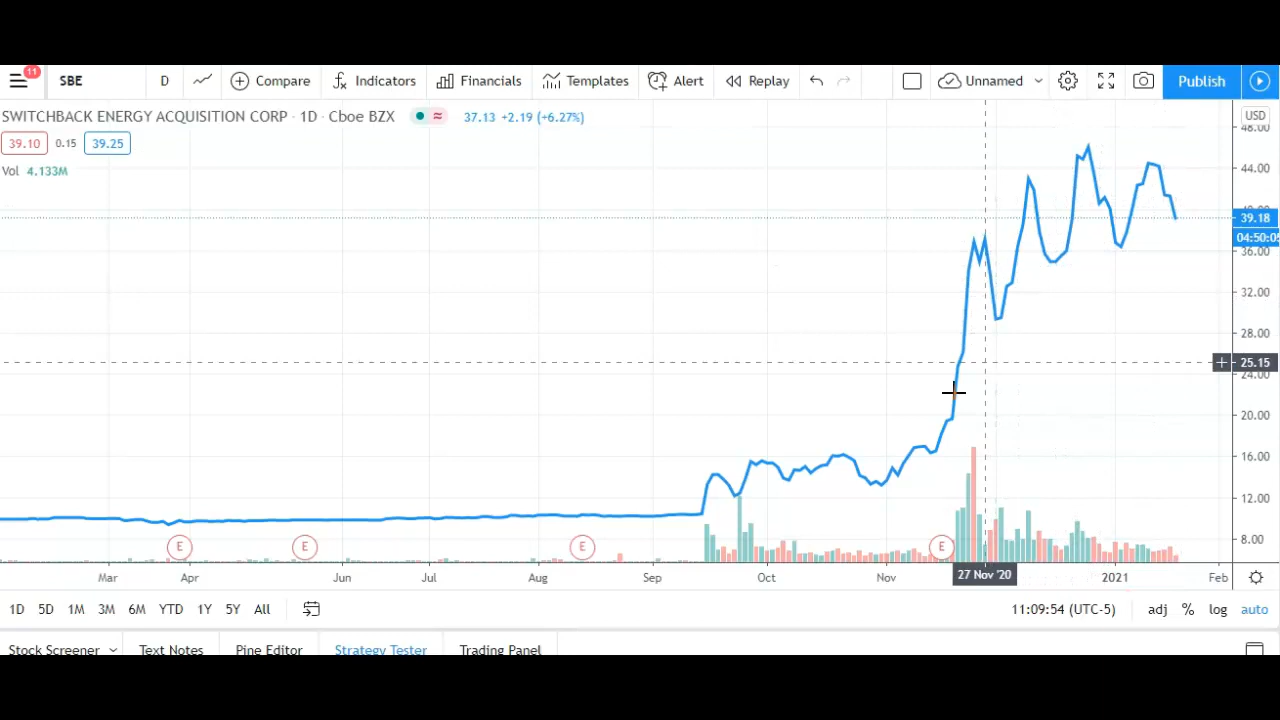 11
SBE D Compare Indicators Financials Templates Alert Replay Unnamed Publish
SWITCHBACK ENERGY ACQUISITION CORP · 1D · Cboe BZX ≈ 37.13 +2.19 (+6.27%) USD
48.00
39.10 0.15 39.25
Vol 4.133M 44.00
39.18
04:50:05
36.00
32.00
28.00
25.15
24.00
20.00
16.00
12.00
E E E E 8.00
Mar Apr Jun Jul Aug Sep Oct Nov 27 Nov '20 2021 Feb
1D 5D 1M 3M 6M YTD 1Y 5Y All 11:09:54 (UTC-5) adj % log auto
Stock Screener Text Notes Pine Editor Strategy Tester Trading Panel